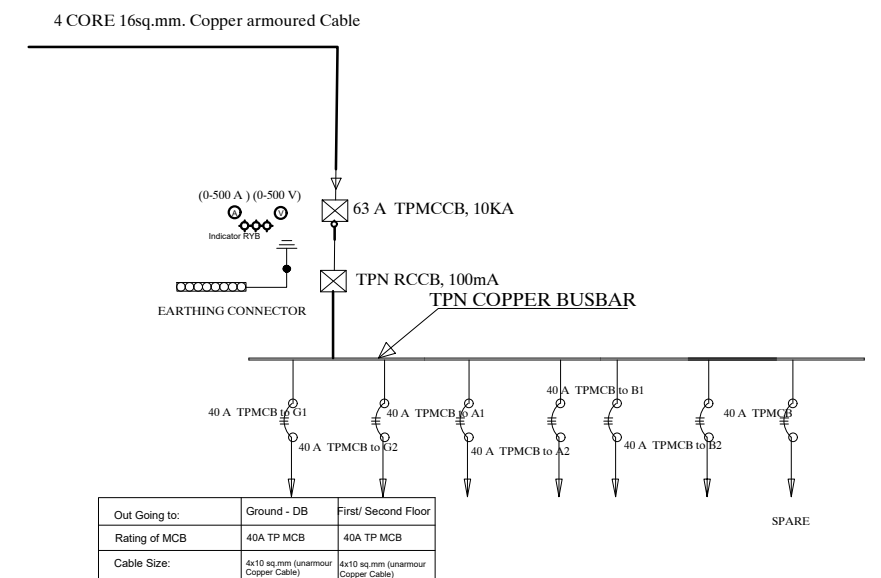 4 CORE 16sq.mm. Copper armoured Cable
(0-500 A ) (0-500 V)
A V
Indicator RYB
63 A TPMCCB, 10KA
TPN RCCB, 100mA
EARTHING CONNECTOR
TPN COPPER BUSBAR
40 A TPMCB to G1
40 A TPMCB to G2
40 A TPMCB to A1
40 A TPMCB to A2
40 A TPMCB to B1
40 A TPMCB to B2
40 A TPMCB
SPARE
Out Going to: Ground - DB First/ Second Floor
Rating of MCB 40A TP MCB 40A TP MCB
Cable Size: 4x10 sq.mm (unarmour Copper Cable) 4x10 sq.mm (unarmour Copper Cable)